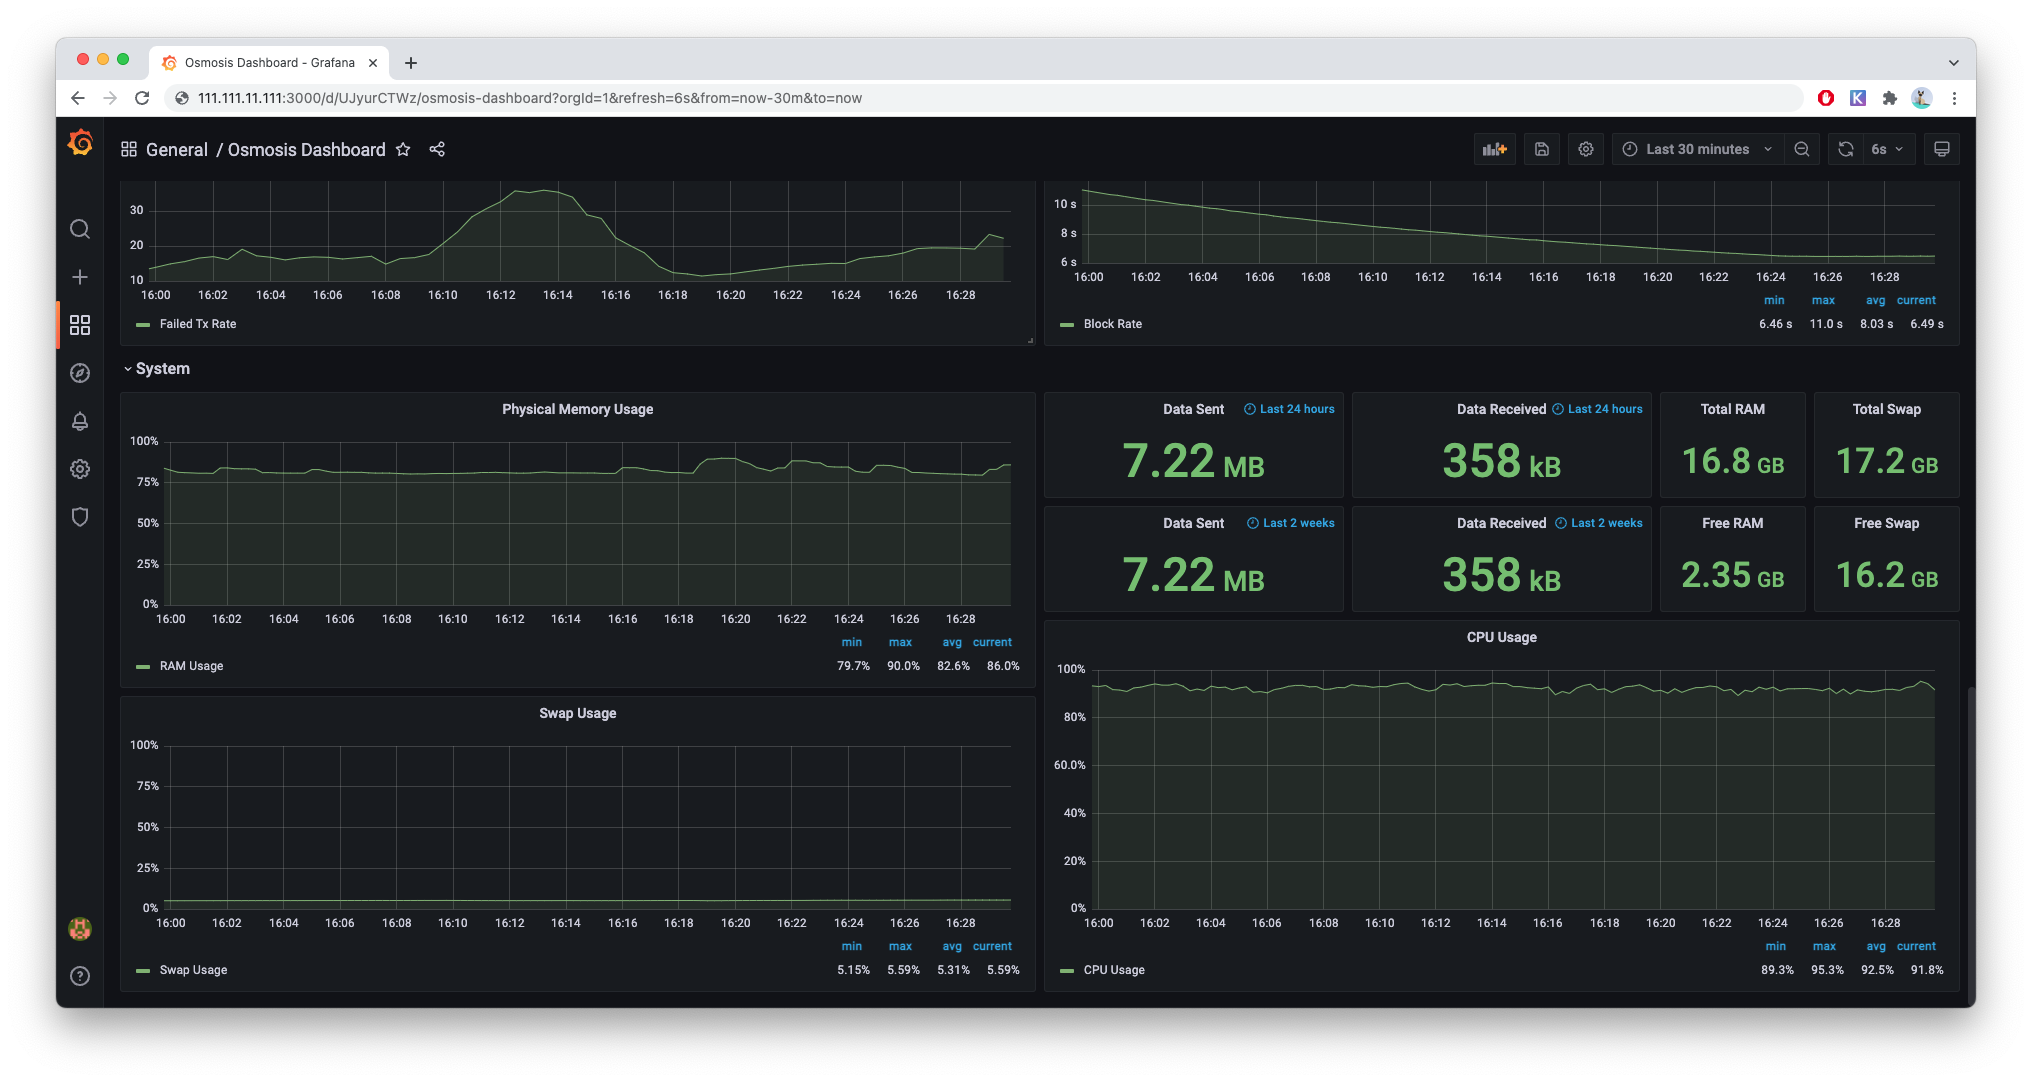 Osmosis Dashboard - Grafana
111.111.11.111:3000/d/UJyurCTWz/osmosis-dashboard?orgId=1&refresh=6s&from=now-30m&to=now
K
General / Osmosis Dashboard
Last 30 minutes
6s
30
20
10
16:00 16:02 16:04 16:06 16:08 16:10 16:12 16:14 16:16 16:18 16:20 16:22 16:24 16:26 16:28
Failed Tx Rate
10 s
8 s
6 s
16:00 16:02 16:04 16:06 16:08 16:10 16:12 16:14 16:16 16:18 16:20 16:22 16:24 16:26 16:28
min max avg current
Block Rate 6.46 s 11.0 s 8.03 s 6.49 s
System
Physical Memory Usage
100%
75%
50%
25%
0%
16:00 16:02 16:04 16:06 16:08 16:10 16:12 16:14 16:16 16:18 16:20 16:22 16:24 16:26 16:28
min max avg current
RAM Usage 79.7% 90.0% 82.6% 86.0%
Data Sent Last 24 hours
7.22 MB
Data Received Last 24 hours
358 kB
Total RAM
16.8 GB
Total Swap
17.2 GB
Data Sent Last 2 weeks
7.22 MB
Data Received Last 2 weeks
358 kB
Free RAM
2.35 GB
Free Swap
16.2 GB
Swap Usage
100%
75%
50%
25%
0%
16:00 16:02 16:04 16:06 16:08 16:10 16:12 16:14 16:16 16:18 16:20 16:22 16:24 16:26 16:28
min max avg current
Swap Usage 5.15% 5.59% 5.31% 5.59%
CPU Usage
100%
80%
60.0%
40%
20%
0%
16:00 16:02 16:04 16:06 16:08 16:10 16:12 16:14 16:16 16:18 16:20 16:22 16:24 16:26 16:28
min max avg current
CPU Usage 89.3% 95.3% 92.5% 91.8%